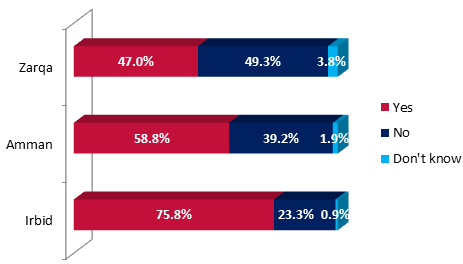 Zarqa 47.0% 49.3% 3.8%
Yes
No
Amman 58.8% 39.2% 1.9%
Don't know
Irbid 75.8% 23.3% 0.9%